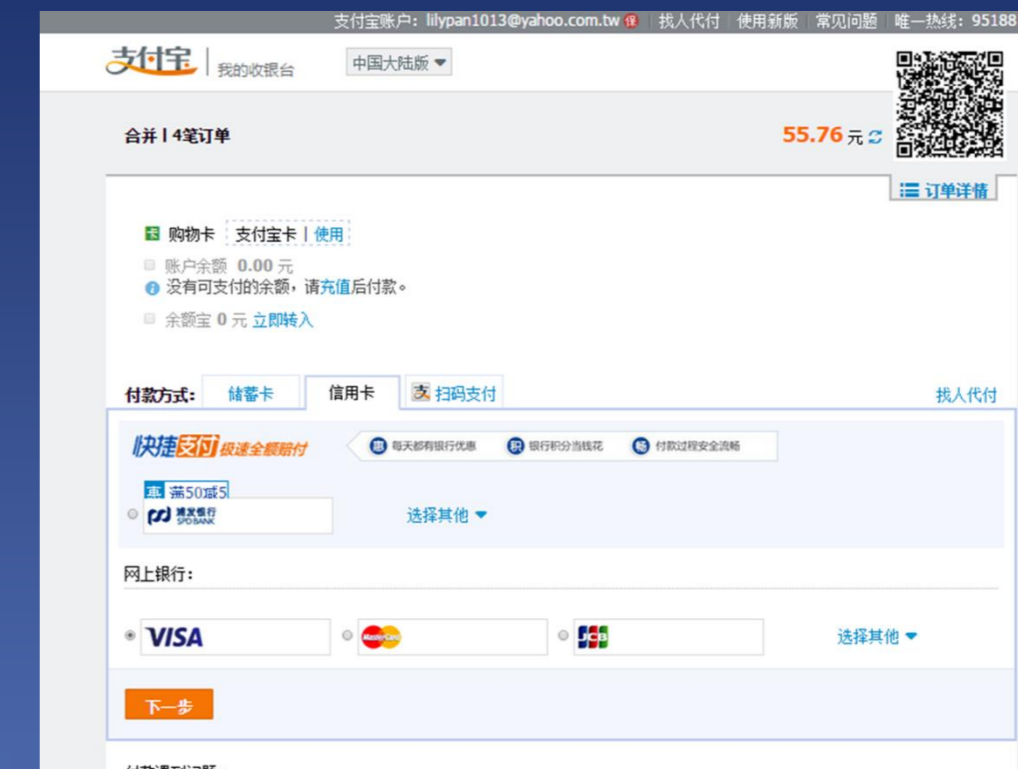 支付宝账户: lilypan1013@yahoo.com.tw 保 找人代付 使用新版 常见问题 唯一热线: 95188
支付宝 我的收银台 中国大陆版
合并 | 4笔订单 55.76 元
订单详情
卡 购物卡 支付宝卡 | 使用
账户余额 0.00 元
没有可支付的余额，请充值后付款。
余额宝 0 元 立即转入
付款方式: 储蓄卡 信用卡 支 扫码支付 找人代付
快捷支付 极速全额赔付 惠 每天都有银行优惠 积 银行积分当钱花 畅 付款过程安全流畅
惠 满50减5
浦发银行 SPD BANK 选择其他
网上银行:
VISA MasterCard JCB 选择其他
下一步